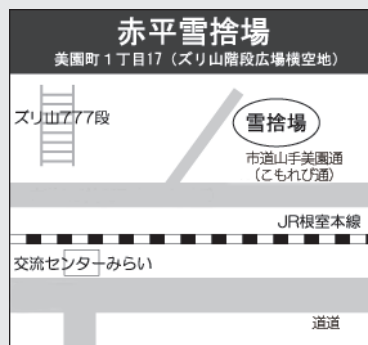 赤平雪捨場
美園町1丁目17（ズリ山階段広場横空地）
ズリ山777段
雪捨場
市道山手美園通
（こもれび通）
JR根室本線
交流センターみらい
道道